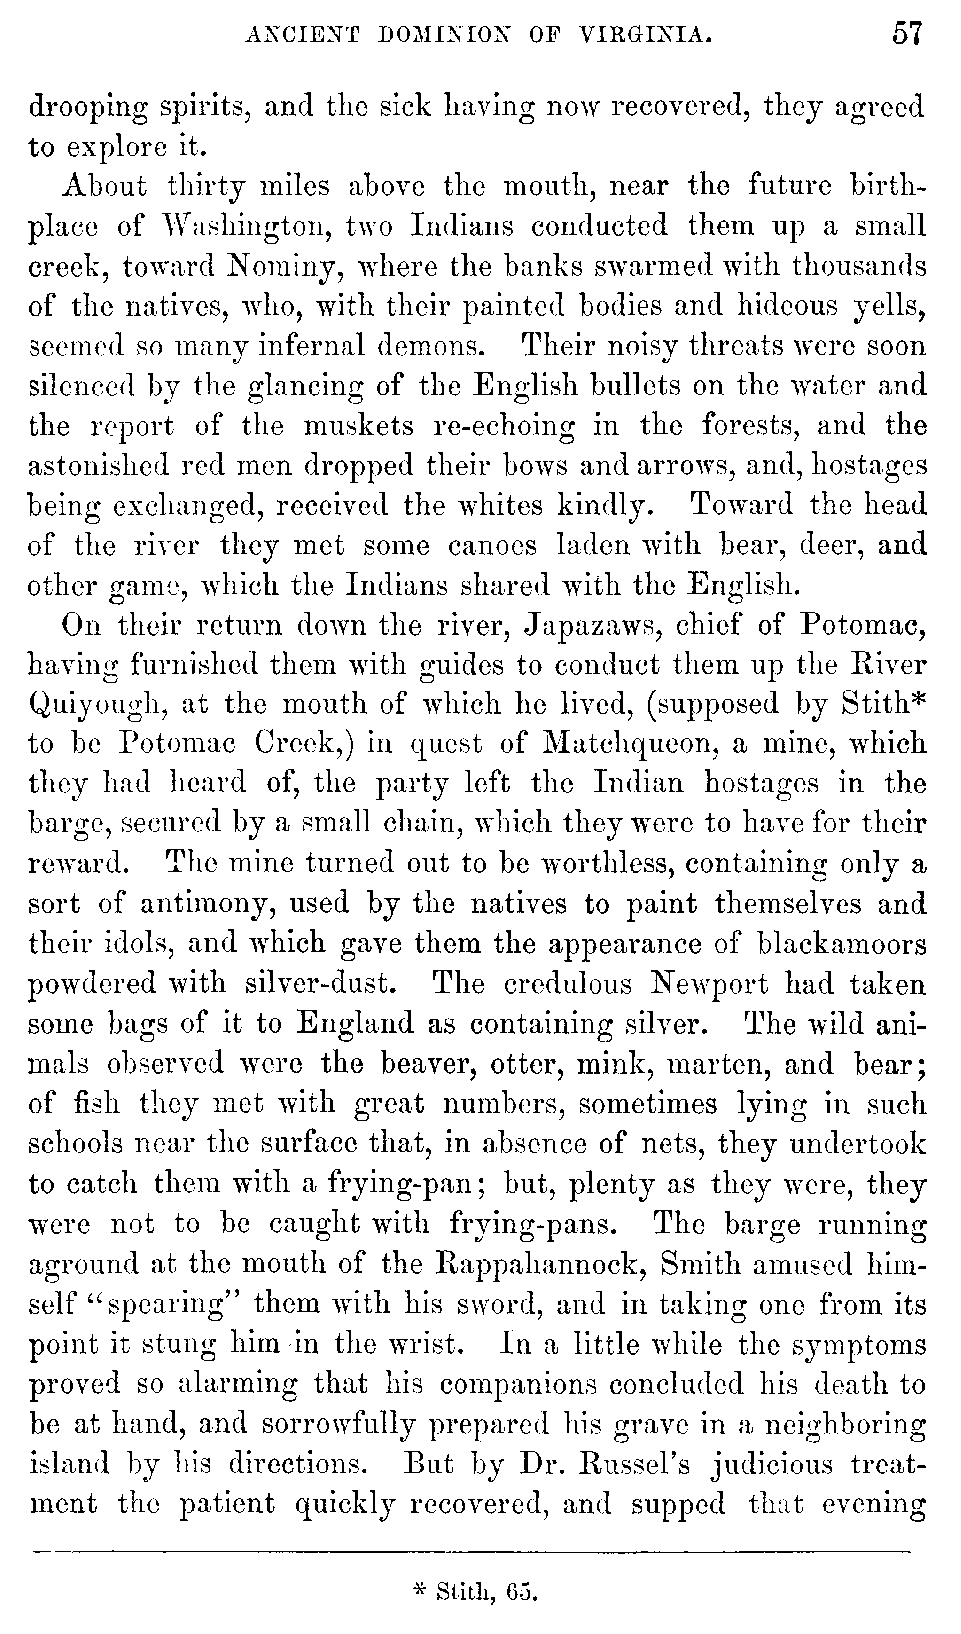 ANCIENT DOMINION OF VIRGINIA. 57
drooping spirits, and the sick having now recovered, they agreed
to explore it.
About thirty miles above the mouth, near the future birth-
place of Washington, two Indians conducted them up a small
creek, toward Nominy, where the banks swarmed with thousands
of the natives, who, with their painted bodies and hideous yells,
seemed so many infernal demons. Their noisy threats were soon
silenced by the glancing of the English bullets on the water and
the report of the muskets re-echoing in the forests, and the
astonished red men dropped their bows and arrows, and, hostages
being exchanged, received the whites kindly. Toward the head
of the river they met some canoes laden with bear, deer, and
other game, which the Indians shared with the English.
On their return down the river, Japazaws, chief of Potomac,
having furnished them with guides to conduct them up the River
Quiyough, at the mouth of which he lived, (supposed by Stith*
to be Potomac Creek,) in quest of Matchqueon, a mine, which
they had heard of, the party left the Indian hostages in the
barge, secured by a small chain, which they were to have for their
reward. The mine turned out to be worthless, containing only a
sort of antimony, used by the natives to paint themselves and
their idols, and which gave them the appearance of blackamoors
powdered with silver-dust. The credulous Newport had taken
some bags of it to England as containing silver. The wild ani-
mals observed were the beaver, otter, mink, marten, and bear;
of fish they met with great numbers, sometimes lying in such
schools near the surface that, in absence of nets, they undertook
to catch them with a frying-pan; but, plenty as they were, they
were not to be caught with frying-pans. The barge running
aground at the mouth of the Rappahannock, Smith amused him-
self "spearing" them with his sword, and in taking one from its
point it stung him in the wrist. In a little while the symptoms
proved so alarming that his companions concluded his death to
be at hand, and sorrowfully prepared his grave in a neighboring
island by his directions. But by Dr. Russel's judicious treat-
ment the patient quickly recovered, and supped that evening
* Stith, 65.